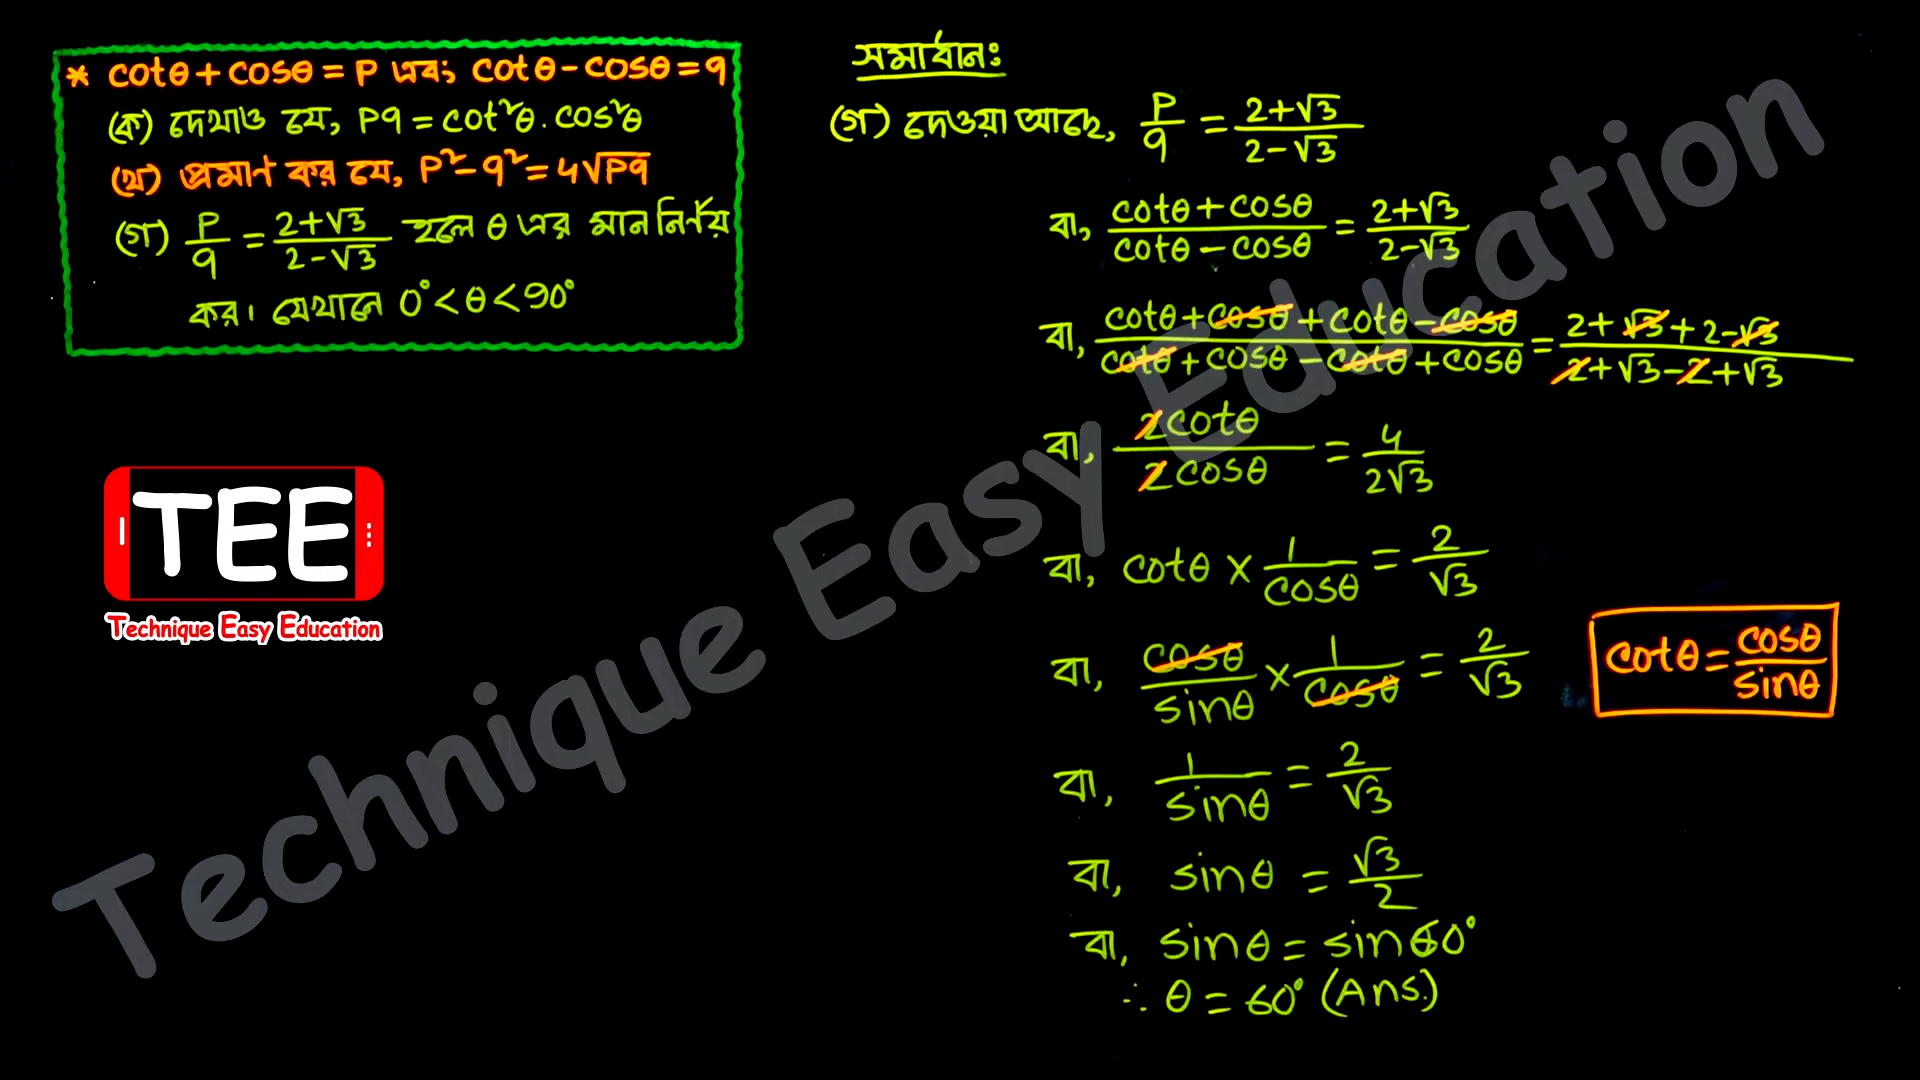 * cotθ + cosθ = P এবং cotθ - cosθ = q
(ক) দেখাও যে, Pq = cot²θ . cos²θ
(খ) প্রমাণ কর যে, P² - q² = 4√Pq
(গ) P/q = (2+√3)/(2-√3) হলে θ এর মান নির্ণয়
কর। যেখানে 0° < θ < 90°
TEE
Technique Easy Education
সমাধানঃ
(গ) দেওয়া আছে, P/q = (2+√3)/(2-√3)
বা, (cotθ + cosθ)/(cotθ - cosθ) = (2+√3)/(2-√3)
বা, (cotθ + cosθ + cotθ - cosθ)/(cotθ + cosθ - cotθ + cosθ) = (2+√3+2-√3)/(2+√3-2+√3)
বা, 2cotθ/2cosθ = 4/2√3
বা, cotθ × 1/cosθ = 2/√3
বা, cosθ/sinθ × 1/cosθ = 2/√3
cotθ = cosθ/sinθ
বা, 1/sinθ = 2/√3
বা, sinθ = √3/2
বা, sinθ = sin60°
∴ θ = 60° (Ans.)
Technique Easy Education